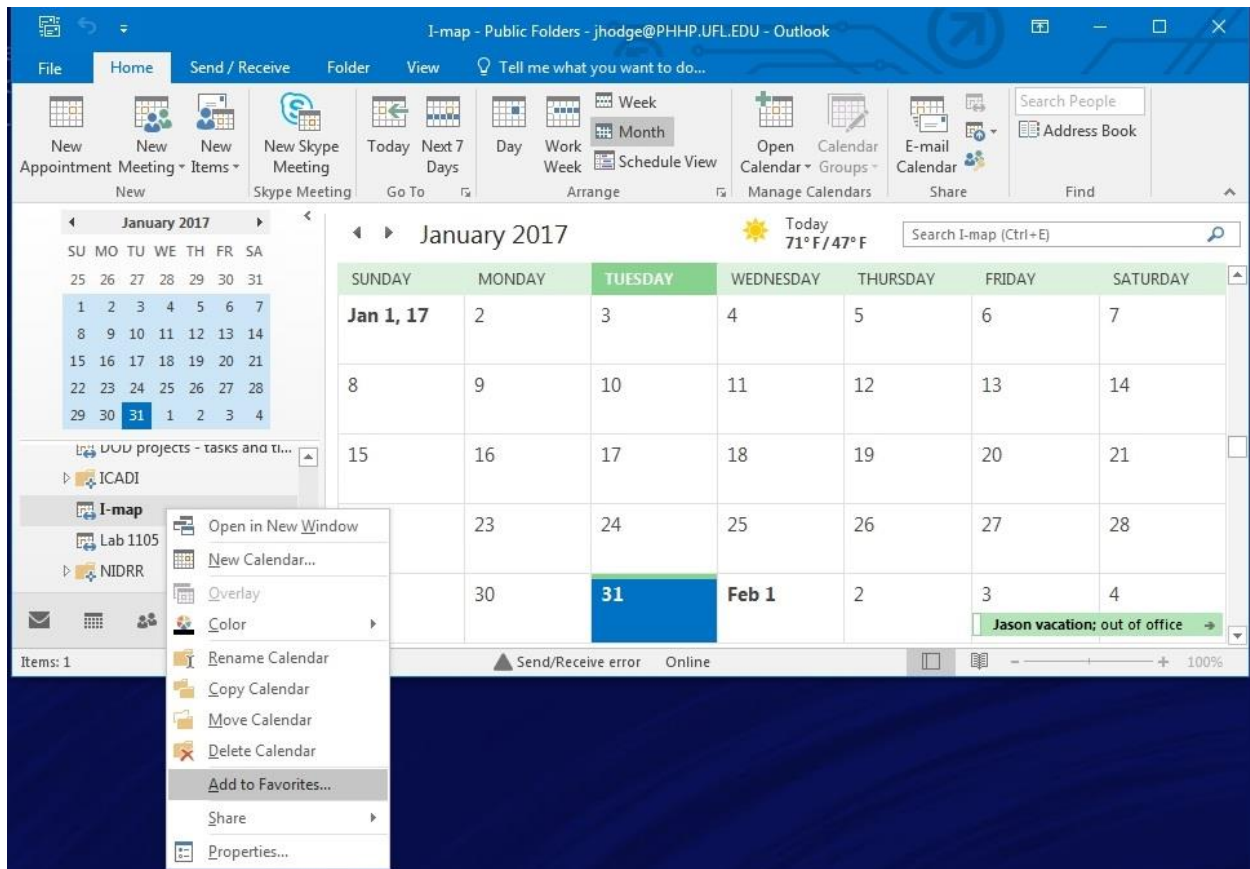 I-map - Public Folders - jhodge@PHHP.UFL.EDU - Outlook
File Home Send / Receive Folder View Tell me what you want to do...
New Appointment
New Meeting
New Items
New
New Skype Meeting
Skype Meeting
Today
Next 7 Days
Go To
Day
Work Week
Week
Month
Schedule View
Arrange
Open Calendar
Calendar Groups
Manage Calendars
E-mail Calendar
Share
Search People
Address Book
Find
January 2017
SU MO TU WE TH FR SA
25 26 27 28 29 30 31
1 2 3 4 5 6 7
8 9 10 11 12 13 14
15 16 17 18 19 20 21
22 23 24 25 26 27 28
29 30 31 1 2 3 4
DOD projects - tasks and ti...
ICADI
I-map
Lab 1105
NIDRR
January 2017
Today
71° F / 47° F
Search I-map (Ctrl+E)
SUNDAY MONDAY TUESDAY WEDNESDAY THURSDAY FRIDAY SATURDAY
Jan 1, 17 2 3 4 5 6 7
8 9 10 11 12 13 14
15 16 17 18 19 20 21
23 24 25 26 27 28
30 31 Feb 1 2 3 4
Jason vacation; out of office
Open in New Window
New Calendar...
Overlay
Color
Rename Calendar
Copy Calendar
Move Calendar
Delete Calendar
Add to Favorites...
Share
Properties...
Items: 1
Send/Receive error Online
100%